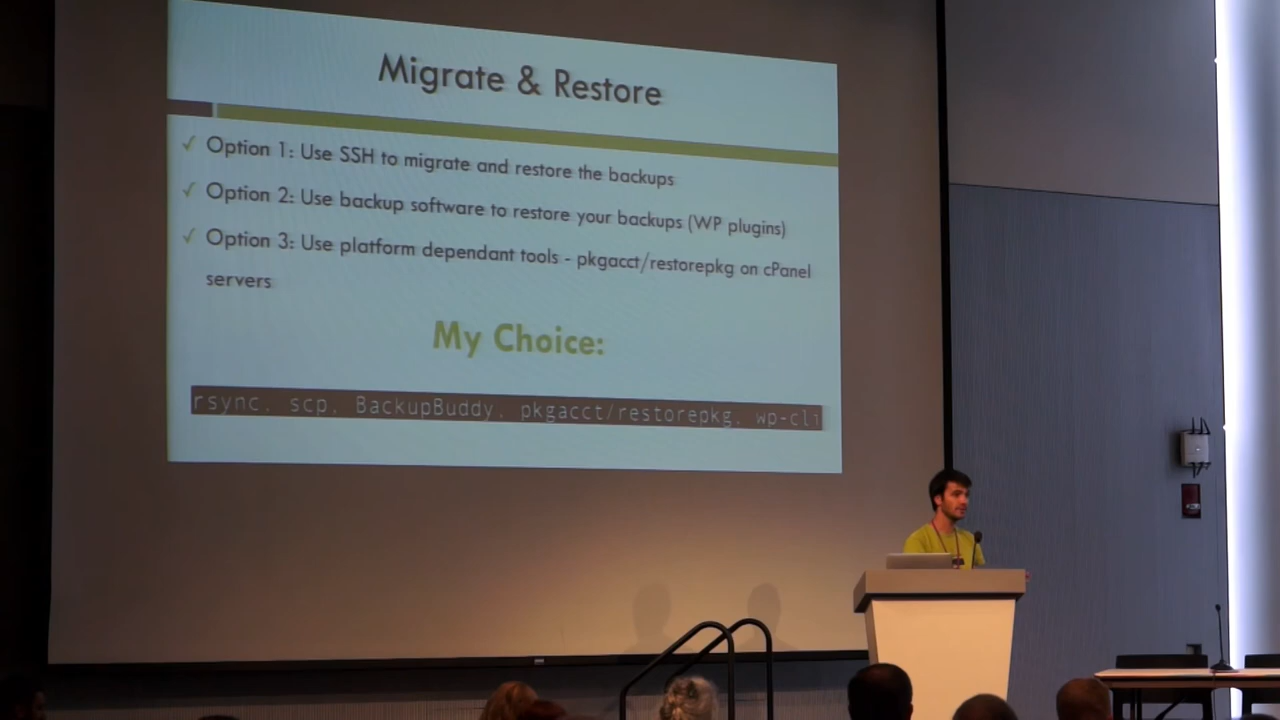 Migrate & Restore
✓ Option 1: Use SSH to migrate and restore the backups
✓ Option 2: Use backup software to restore your backups (WP plugins)
✓ Option 3: Use platform dependant tools - pkgacct/restorepkg on cPanel
servers
My Choice:
rsync, scp, BackupBuddy, pkgacct/restorepkg, wp-cli